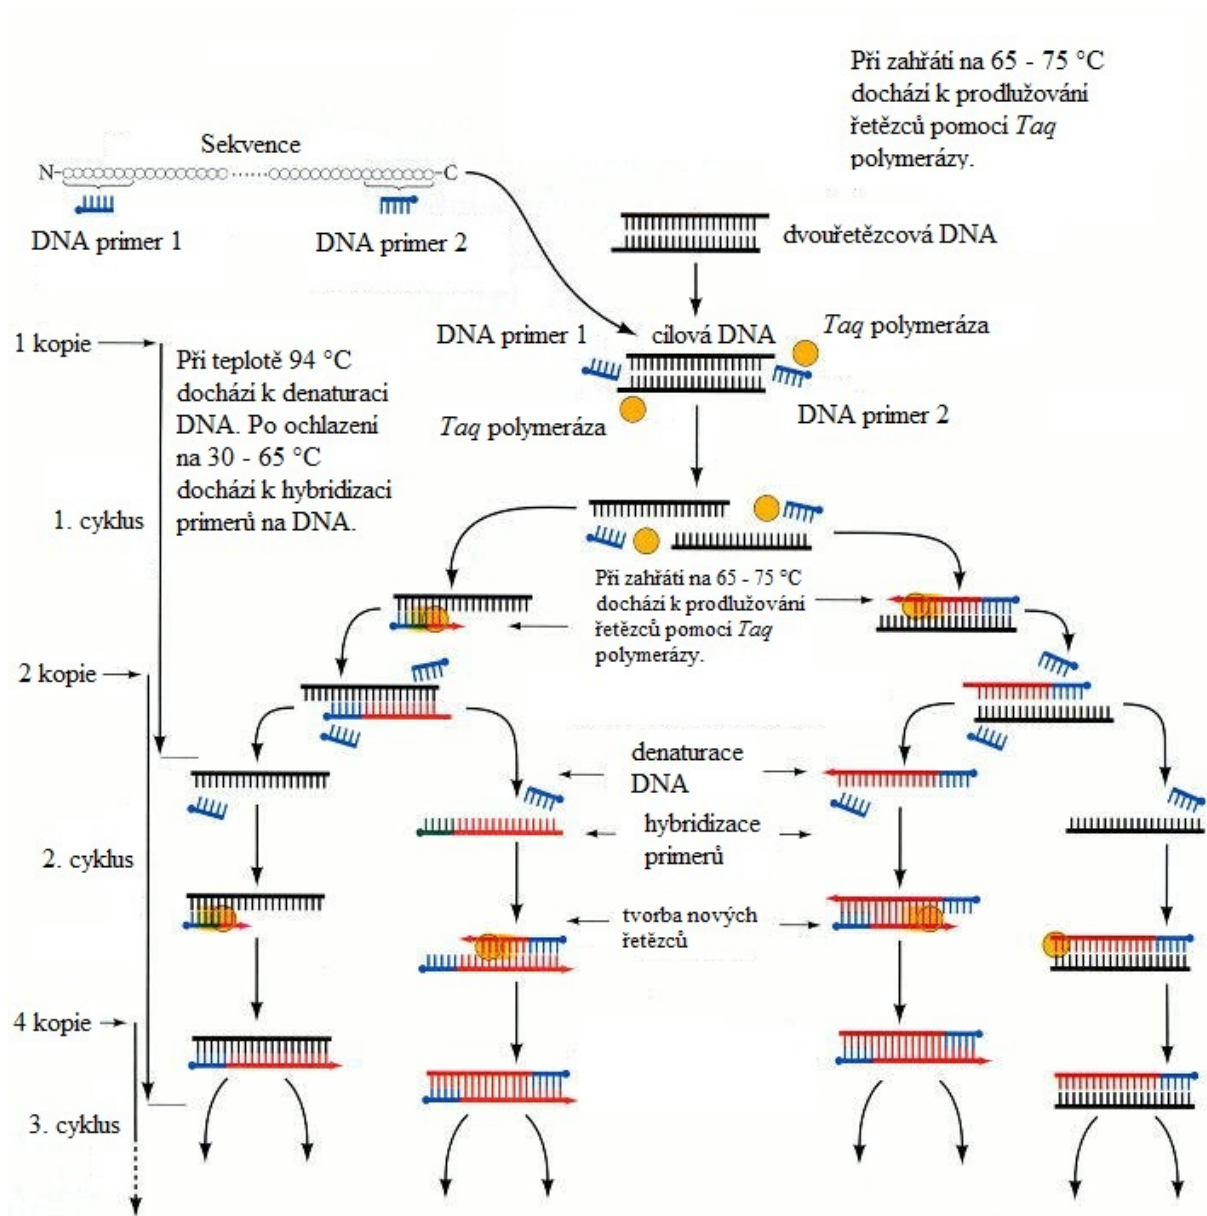 Při zahřátí na 65 - 75 °C
dochází k prodlužování
řetězců pomocí Taq
polymerázy.
Sekvence
N- ...... -C
DNA primer 1
DNA primer 2
dvouřetězcová DNA
DNA primer 1
cílová DNA
Taq polymeráza
1 kopie
Při teplotě 94 °C
dochází k denaturaci
DNA. Po ochlazení
na 30 - 65 °C
dochází k hybridizaci
primerů na DNA.
Taq polymeráza
DNA primer 2
1. cyklus
Při zahřátí na 65 - 75 °C
dochází k prodlužování
řetězců pomocí Taq
polymerázy.
2 kopie
denaturace
DNA
hybridizace
primerů
2. cyklus
tvorba nových
řetězců
4 kopie
3. cyklus